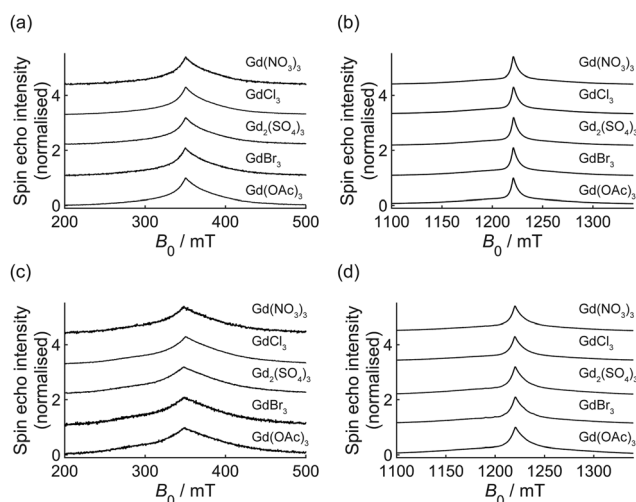 (a)
Spin echo intensity
(normalised)
4
2
0
Gd(NO₃)₃
GdCl₃
Gd₂(SO₄)₃
GdBr₃
Gd(OAc)₃
200 300 400 500
B₀ / mT
(b)
Spin echo intensity
(normalised)
4
2
0
Gd(NO₃)₃
GdCl₃
Gd₂(SO₄)₃
GdBr₃
Gd(OAc)₃
1100 1150 1200 1250 1300
B₀ / mT
(c)
Spin echo intensity
(normalised)
4
2
0
Gd(NO₃)₃
GdCl₃
Gd₂(SO₄)₃
GdBr₃
Gd(OAc)₃
200 300 400 500
B₀ / mT
(d)
Spin echo intensity
(normalised)
4
2
0
Gd(NO₃)₃
GdCl₃
Gd₂(SO₄)₃
GdBr₃
Gd(OAc)₃
1100 1150 1200 1250 1300
B₀ / mT